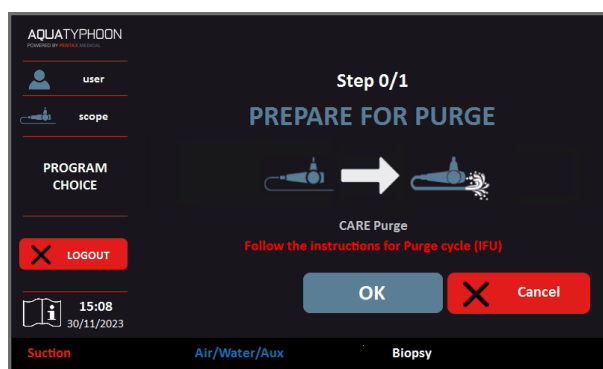 AQUATYPHOON
POWERED BY PENTAX MEDICAL
user
scope
PROGRAM
CHOICE
LOGOUT
15:08
30/11/2023
Step 0/1
PREPARE FOR PURGE
CARE Purge
Follow the instructions for Purge cycle (IFU)
OK
Cancel
Suction
Air/Water/Aux
Biopsy